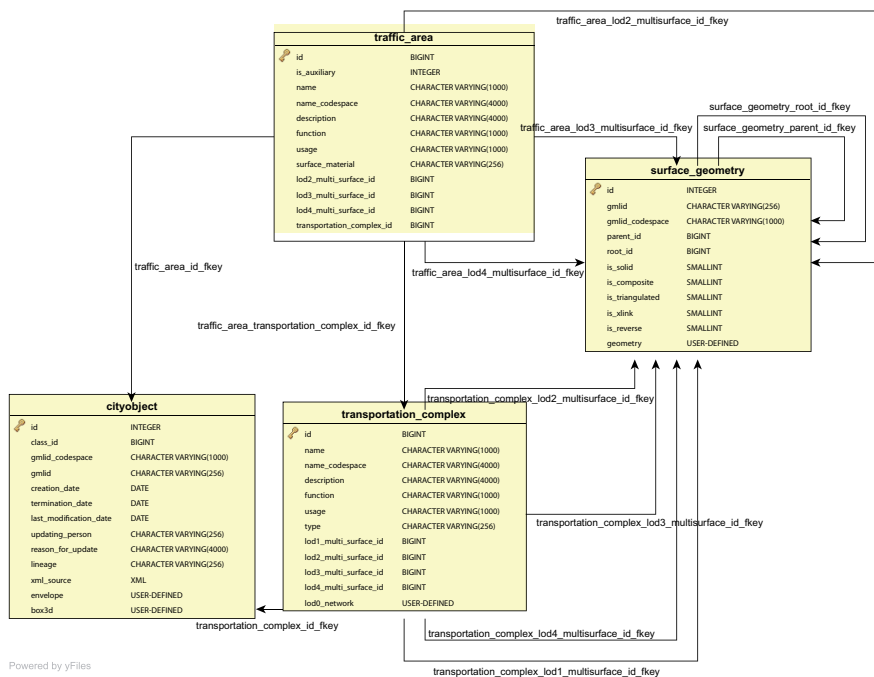 traffic_area_lod2_multisurface_id_fkey
traffic_area
id BIGINT
is_auxiliary INTEGER
name CHARACTER VARYING(1000)
name_codespace CHARACTER VARYING(4000)
description CHARACTER VARYING(4000)
function CHARACTER VARYING(1000)
usage CHARACTER VARYING(1000)
surface_material CHARACTER VARYING(256)
lod2_multi_surface_id BIGINT
lod3_multi_surface_id BIGINT
lod4_multi_surface_id BIGINT
transportation_complex_id BIGINT
surface_geometry_root_id_fkey
traffic_area_lod3_multisurface_id_fkey
surface_geometry_parent_id_fkey
surface_geometry
id INTEGER
gmlid CHARACTER VARYING(256)
gmlid_codespace CHARACTER VARYING(1000)
parent_id BIGINT
root_id BIGINT
is_solid SMALLINT
is_composite SMALLINT
is_triangulated SMALLINT
is_xlink SMALLINT
is_reverse SMALLINT
geometry USER-DEFINED
traffic_area_id_fkey
traffic_area_lod4_multisurface_id_fkey
traffic_area_transportation_complex_id_fkey
cityobject
id INTEGER
class_id BIGINT
gmlid_codespace CHARACTER VARYING(1000)
gmlid CHARACTER VARYING(256)
creation_date DATE
termination_date DATE
last_modification_date DATE
updating_person CHARACTER VARYING(256)
reason_for_update CHARACTER VARYING(4000)
lineage CHARACTER VARYING(256)
xml_source XML
envelope USER-DEFINED
box3d USER-DEFINED
transportation_complex_lod2_multisurface_id_fkey
transportation_complex
id BIGINT
name CHARACTER VARYING(1000)
name_codespace CHARACTER VARYING(4000)
description CHARACTER VARYING(4000)
function CHARACTER VARYING(1000)
usage CHARACTER VARYING(1000)
type CHARACTER VARYING(256)
lod1_multi_surface_id BIGINT
lod2_multi_surface_id BIGINT
lod3_multi_surface_id BIGINT
lod4_multi_surface_id BIGINT
lod0_network USER-DEFINED
transportation_complex_lod3_multisurface_id_fkey
transportation_complex_id_fkey
transportation_complex_lod4_multisurface_id_fkey
transportation_complex_lod1_multisurface_id_fkey
Powered by yFiles